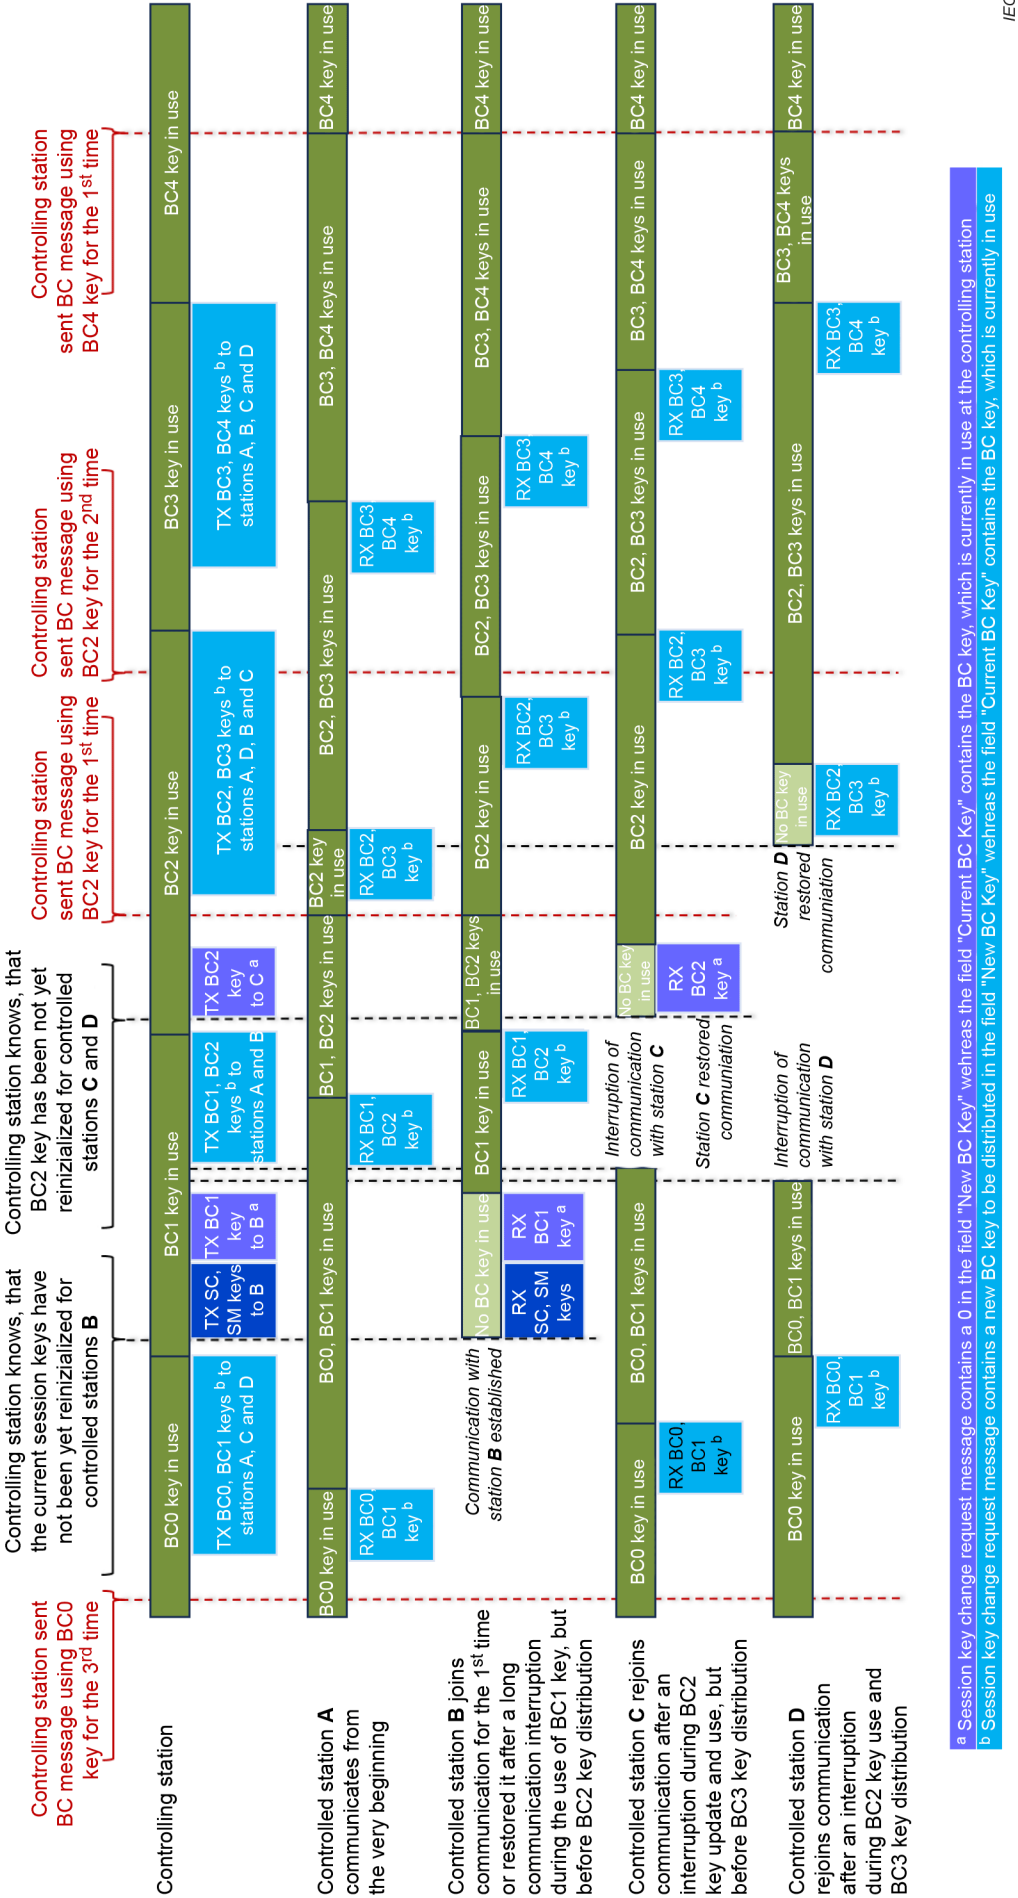 Controlling station sent
BC message using BC0
key for the 3rd time
Controlling station knows, that
the current session keys have
not been yet reinizialized for
controlled stations B
Controlling station knows, that
BC2 key has been not yet
reinizialized for controlled
stations C and D
Controlling station
sent BC message using
BC2 key for the 1st time
Controlling station
sent BC message using
BC2 key for the 2nd time
Controlling station
sent BC message using
BC4 key for the 1st time
Controlling station
BC0 key in use
BC1 key in use
BC2 key in use
BC3 key in use
BC4 key in use
TX BC0, BC1 keys b to
stations A, C and D
TX SC,
SM keys
to B
TX BC1
key
to B a
TX BC1, BC2
keys b to
stations A and B
TX BC2
key
to C a
TX BC2, BC3 keys b to
stations A, D, B and C
TX BC3, BC4 keys b to
stations A, B, C and D
Controlled station A
communicates from
the very beginning
BC0 key in use
BC0, BC1 keys in use
BC1, BC2 keys in use
BC2 key
in use
BC2, BC3 keys in use
BC3, BC4 keys in use
BC4 key in use
RX BC0,
BC1
key b
RX BC1,
BC2
key b
RX BC2,
BC3
key b
RX BC3,
BC4
key b
Controlled station B joins
communication for the 1st time
or restored it after a long
communication interruption
during the use of BC1 key, but
before BC2 key distribution
Communication with
station B established
No BC key in use
BC1 key in use
BC1, BC2 keys
in use
BC2 key in use
BC2, BC3 keys in use
BC3, BC4 keys in use
BC4 key in use
RX
SC, SM
keys
RX
BC1
key a
RX BC1,
BC2
key b
RX BC2,
BC3
key b
RX BC3,
BC4
key b
Controlled station C rejoins
communication after an
interruption during BC2
key update and use, but
before BC3 key distribution
BC0 key in use
BC0, BC1 keys in use
Interruption of
communication
with station C
Station C restored
communiation
No BC key
in use
BC2 key in use
BC2, BC3 keys in use
BC3, BC4 keys in use
BC4 key in use
RX BC0,
BC1
key b
RX
BC2
key a
RX BC2,
BC3
key b
RX BC3,
BC4
key b
Controlled station D
rejoins communication
after an interruption
during BC2 key use and
BC3 key distribution
BC0 key in use
BC0, BC1 keys in use
Interruption of
communication
with station D
Station D
restored
communiation
No BC key
in use
BC2, BC3 keys in use
BC3, BC4 keys
in use
BC4 key in use
RX BC0,
BC1
key b
RX BC2,
BC3
key b
RX BC3,
BC4
key b
a Session key change request message contains a 0 in the field "New BC Key" wehreas the field "Current BC Key" contains the BC key, which is currently in use at the controlling station
b Session key change request message contains a new BC key to be distributed in the field "New BC Key" wehreas the field "Current BC Key" contains the BC key, which is currently in use
IEC